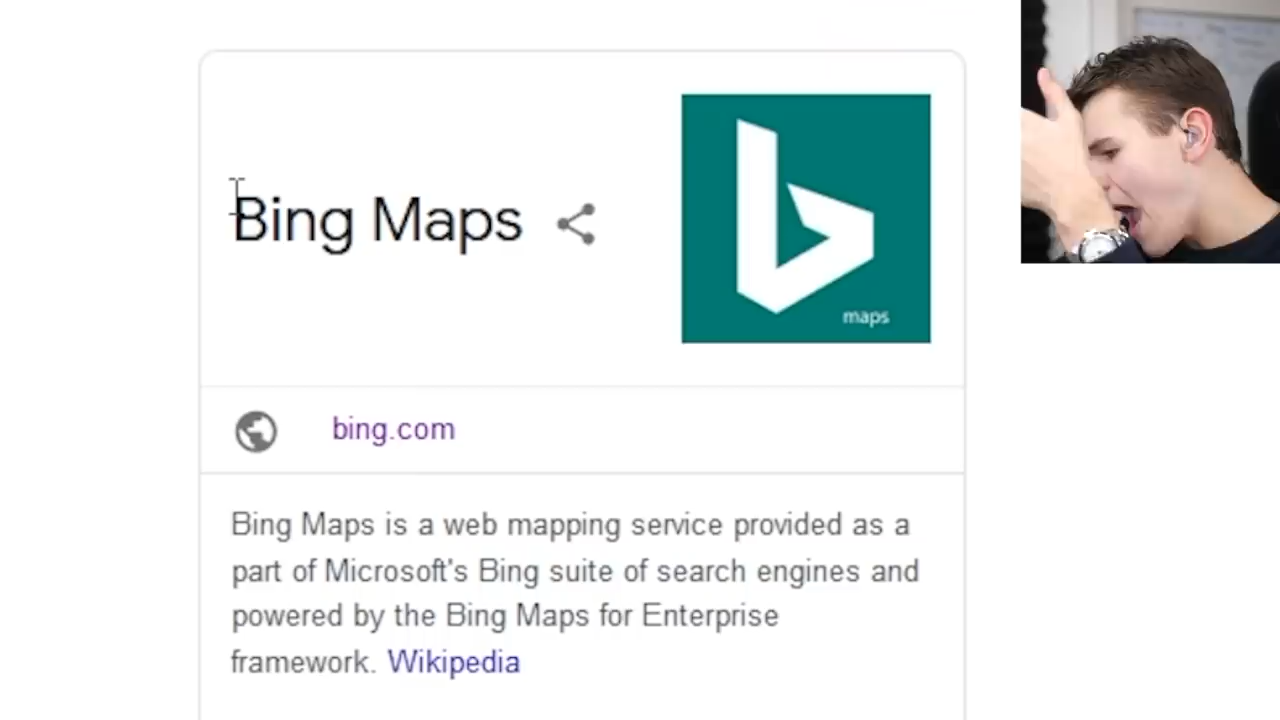 Bing Maps
maps
bing.com
Bing Maps is a web mapping service provided as a
part of Microsoft's Bing suite of search engines and
powered by the Bing Maps for Enterprise
framework. Wikipedia